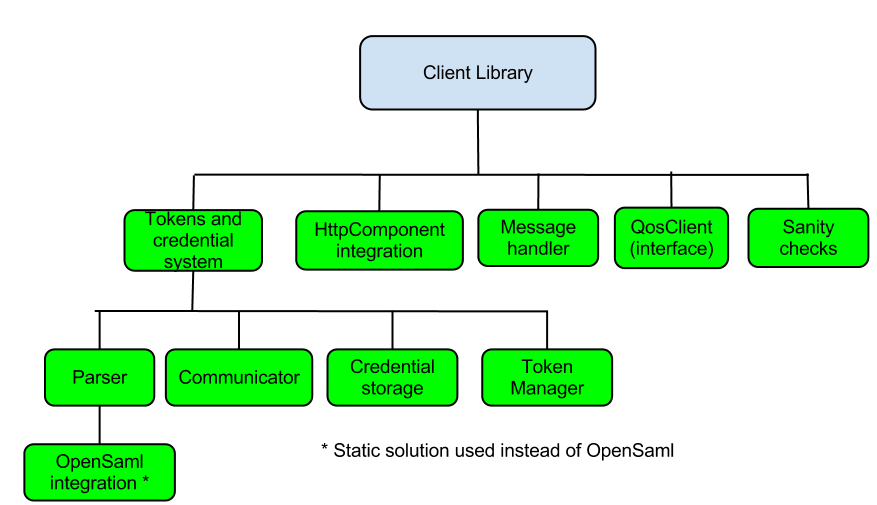 Client Library
Tokens and
credential
system
HttpComponent
integration
Message
handler
QosClient
(interface)
Sanity
checks
Parser
Communicator
Credential
storage
Token
Manager
* Static solution used instead of OpenSaml
OpenSaml
integration *